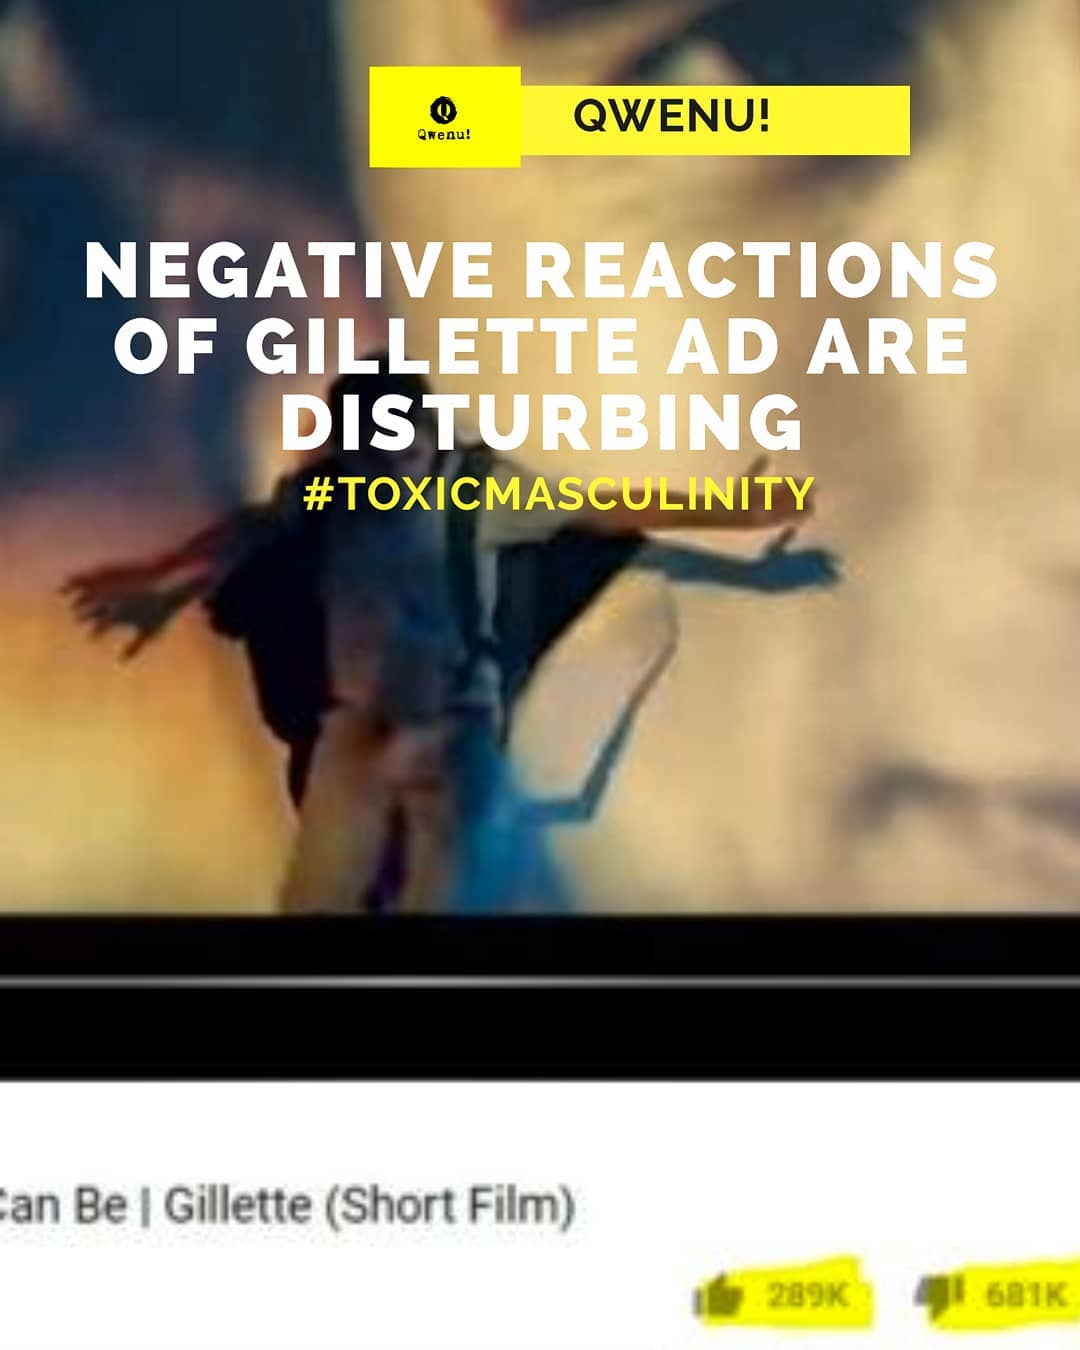 Qwenu!
QWENU!
NEGATIVE REACTIONS
OF GILLETTE AD ARE
DISTURBING
#TOXICMASCULINITY
Can Be | Gillette (Short Film)
289K 681K